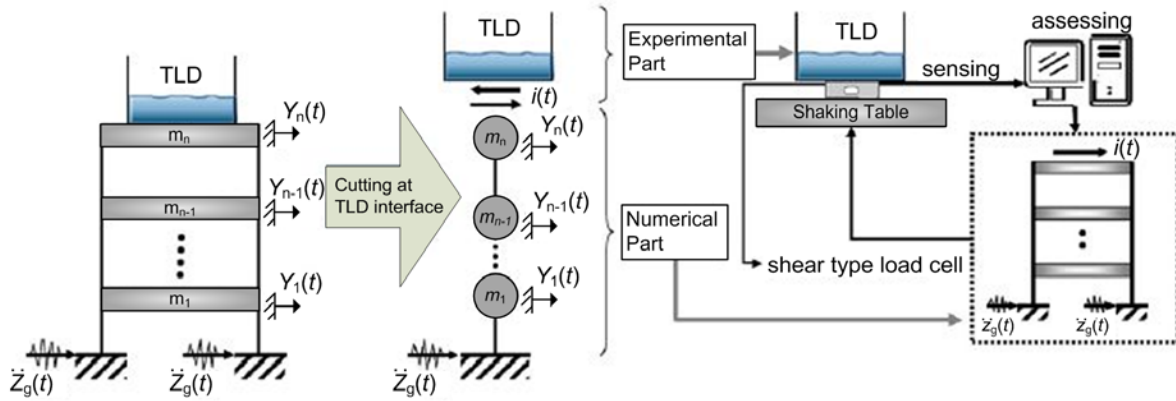 TLD
Yn(t)
mn
Yn-1(t)
mn-1
Y1(t)
m1
Z̈g(t)
Z̈g(t)
Cutting at
TLD interface
TLD
i(t)
Yn(t)
mn
Yn-1(t)
mn-1
Y1(t)
m1
Z̈g(t)
Experimental
Part
Numerical
Part
TLD
Shaking Table
shear type load cell
sensing
assessing
i(t)
z̈g(t)
z̈g(t)